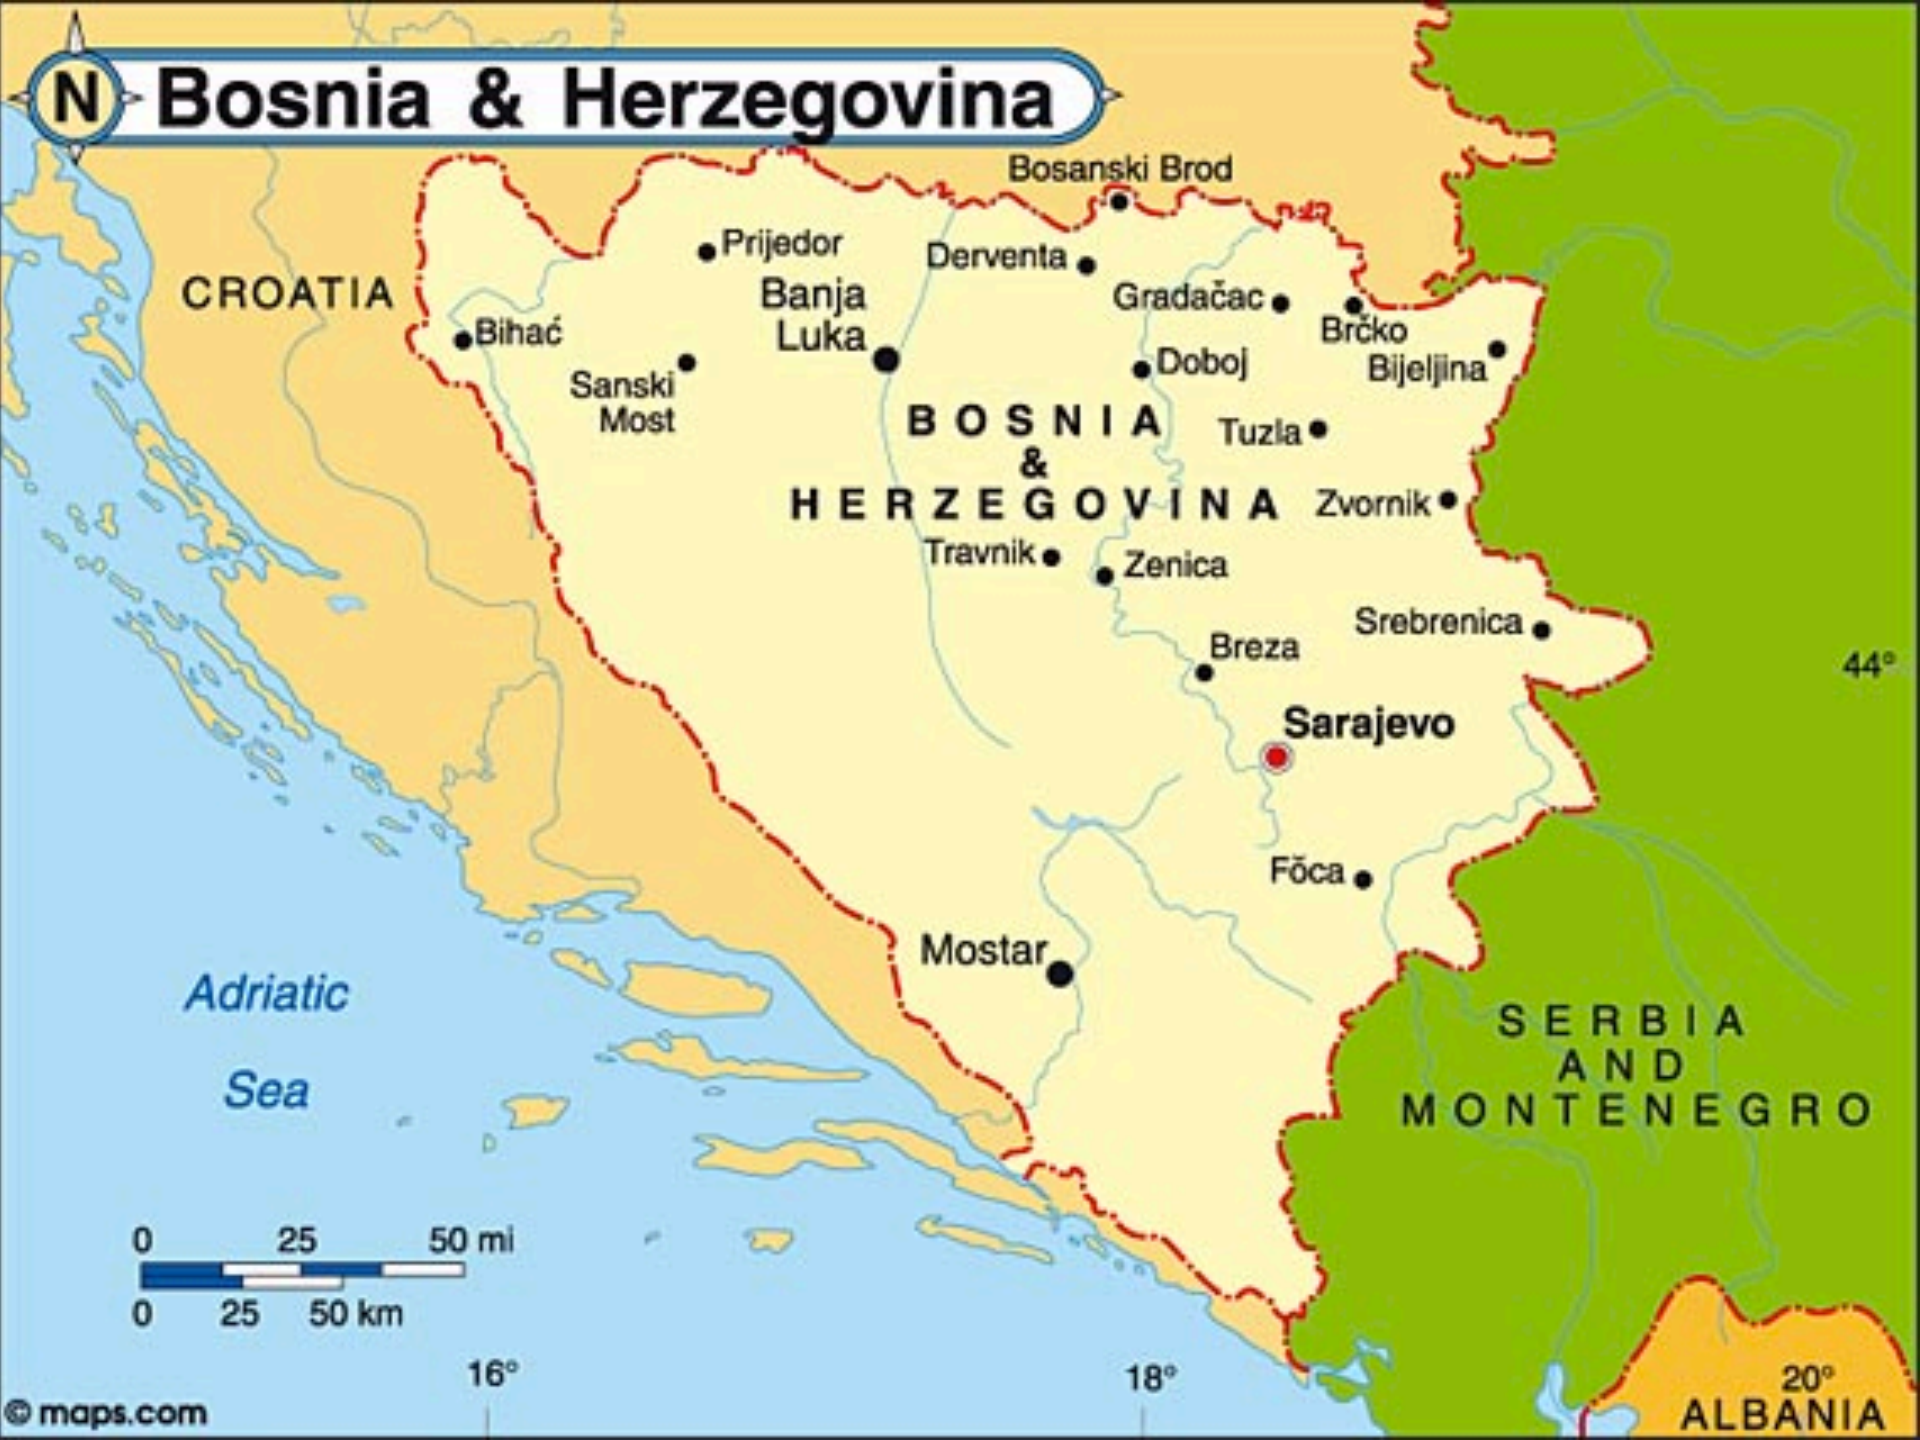 N Bosnia & Herzegovina
Bosanski Brod
Prijedor
Derventa
CROATIA
Banja
Luka
Gradačac
Brčko
Bihać
Bijeljina
Doboj
Sanski
Most
BOSNIA
&
HERZEGOVINA
Tuzla
Zvornik
Travnik
Zenica
Srebrenica
Breza
44°
Sarajevo
Fŏca
Mostar
Adriatic
Sea
SERBIA
AND
MONTENEGRO
0 25 50 mi
0 25 50 km
16°
18°
20°
ALBANIA
© maps.com